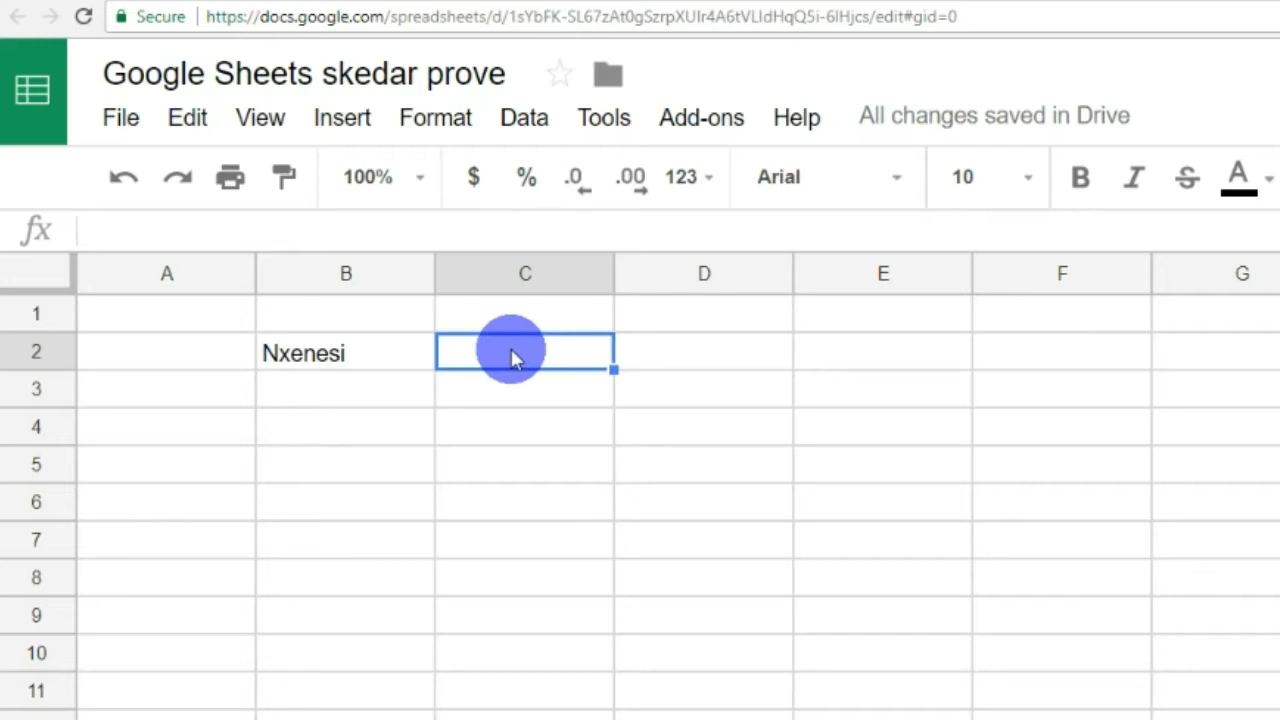 Secure https://docs.google.com/spreadsheets/d/1sYbFK-SL67zAt0gSzrpXUIr4A6tVLIdHqQ5i-6IHjcs/edit#gid=0
Google Sheets skedar prove
File Edit View Insert Format Data Tools Add-ons Help All changes saved in Drive
100% $ % .0 .00 123 Arial 10 B I S A
fx
A B C D E F G
1
2 Nxenesi
3
4
5
6
7
8
9
10
11